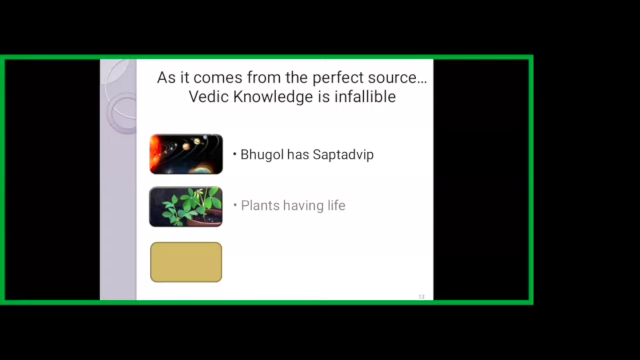 As it comes from the perfect source...
Vedic Knowledge is infallible
• Bhugol has Saptadvip
• Plants having life